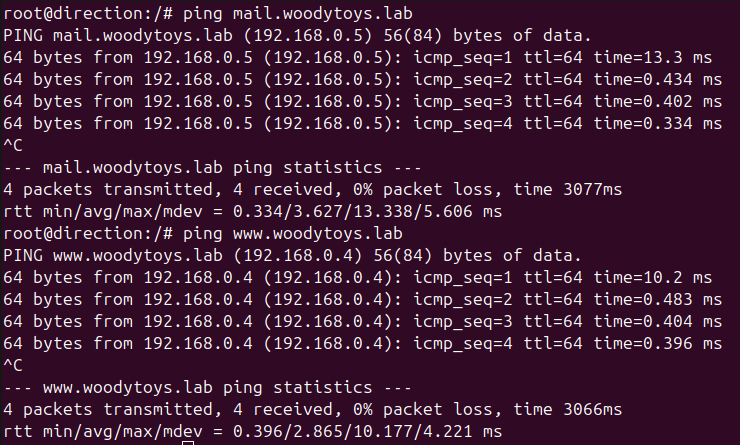 root@direction:/# ping mail.woodytoys.lab
PING mail.woodytoys.lab (192.168.0.5) 56(84) bytes of data.
64 bytes from 192.168.0.5 (192.168.0.5): icmp_seq=1 ttl=64 time=13.3 ms
64 bytes from 192.168.0.5 (192.168.0.5): icmp_seq=2 ttl=64 time=0.434 ms
64 bytes from 192.168.0.5 (192.168.0.5): icmp_seq=3 ttl=64 time=0.402 ms
64 bytes from 192.168.0.5 (192.168.0.5): icmp_seq=4 ttl=64 time=0.334 ms
^C
--- mail.woodytoys.lab ping statistics ---
4 packets transmitted, 4 received, 0% packet loss, time 3077ms
rtt min/avg/max/mdev = 0.334/3.627/13.338/5.606 ms
root@direction:/# ping www.woodytoys.lab
PING www.woodytoys.lab (192.168.0.4) 56(84) bytes of data.
64 bytes from 192.168.0.4 (192.168.0.4): icmp_seq=1 ttl=64 time=10.2 ms
64 bytes from 192.168.0.4 (192.168.0.4): icmp_seq=2 ttl=64 time=0.483 ms
64 bytes from 192.168.0.4 (192.168.0.4): icmp_seq=3 ttl=64 time=0.404 ms
64 bytes from 192.168.0.4 (192.168.0.4): icmp_seq=4 ttl=64 time=0.396 ms
^C
--- www.woodytoys.lab ping statistics ---
4 packets transmitted, 4 received, 0% packet loss, time 3066ms
rtt min/avg/max/mdev = 0.396/2.865/10.177/4.221 ms